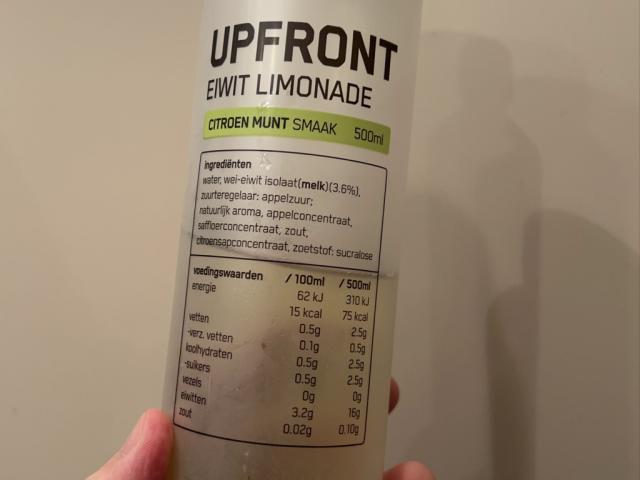 UPFRONT
EIWIT LIMONADE
CITROEN MUNT SMAAK 500ml
ingrediënten
water, wei-eiwit isolaat(melk)(3.6%),
zuurteregelaar: appelzuur;
natuurlijk aroma, appelconcentraat,
saffloerconcentraat, zout,
citroensapconcentraat, zoetstof: sucralose
voedingswaarden / 100ml / 500ml
energie 62 kJ 310 kJ
15 kcal 75 kcal
vetten 0.5g 2.5g
-verz. vetten 0.1g 0.5g
koolhydraten 0.5g 2.5g
-suikers 0.5g 2.5g
vezels 0g 0g
eiwitten 3.2g 16g
zout 0.02g 0.10g